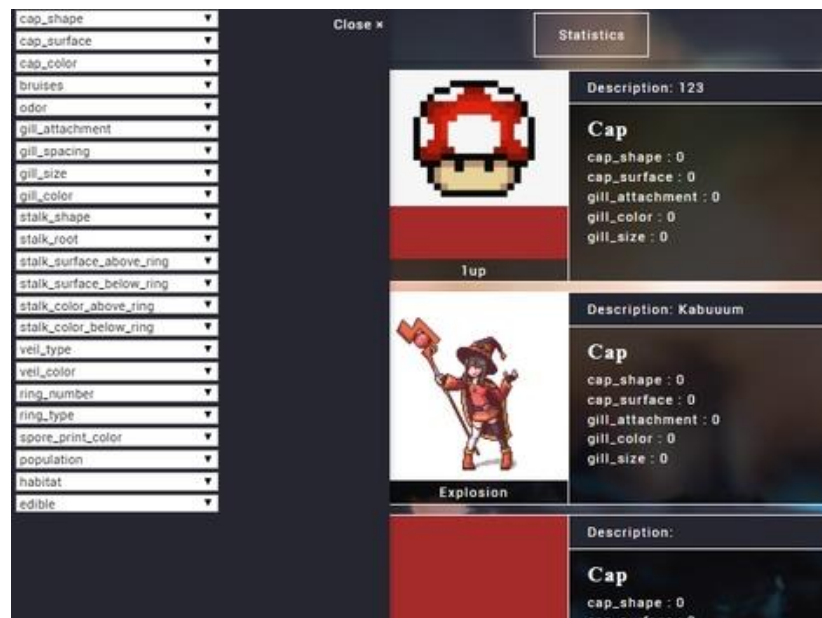 cap_shape
cap_surface
cap_color
bruises
odor
gill_attachment
gill_spacing
gill_size
gill_color
stalk_shape
stalk_root
stalk_surface_above_ring
stalk_surface_below_ring
stalk_color_above_ring
stalk_color_below_ring
veil_type
veil_color
ring_number
ring_type
spore_print_color
population
habitat
edible
Close ×
Statistics
1up
Description: 123
Cap
cap_shape : 0
cap_surface : 0
gill_attachment : 0
gill_color : 0
gill_size : 0
Explosion
Description: Kabuuum
Cap
cap_shape : 0
cap_surface : 0
gill_attachment : 0
gill_color : 0
gill_size : 0
Description:
Cap
cap_shape : 0